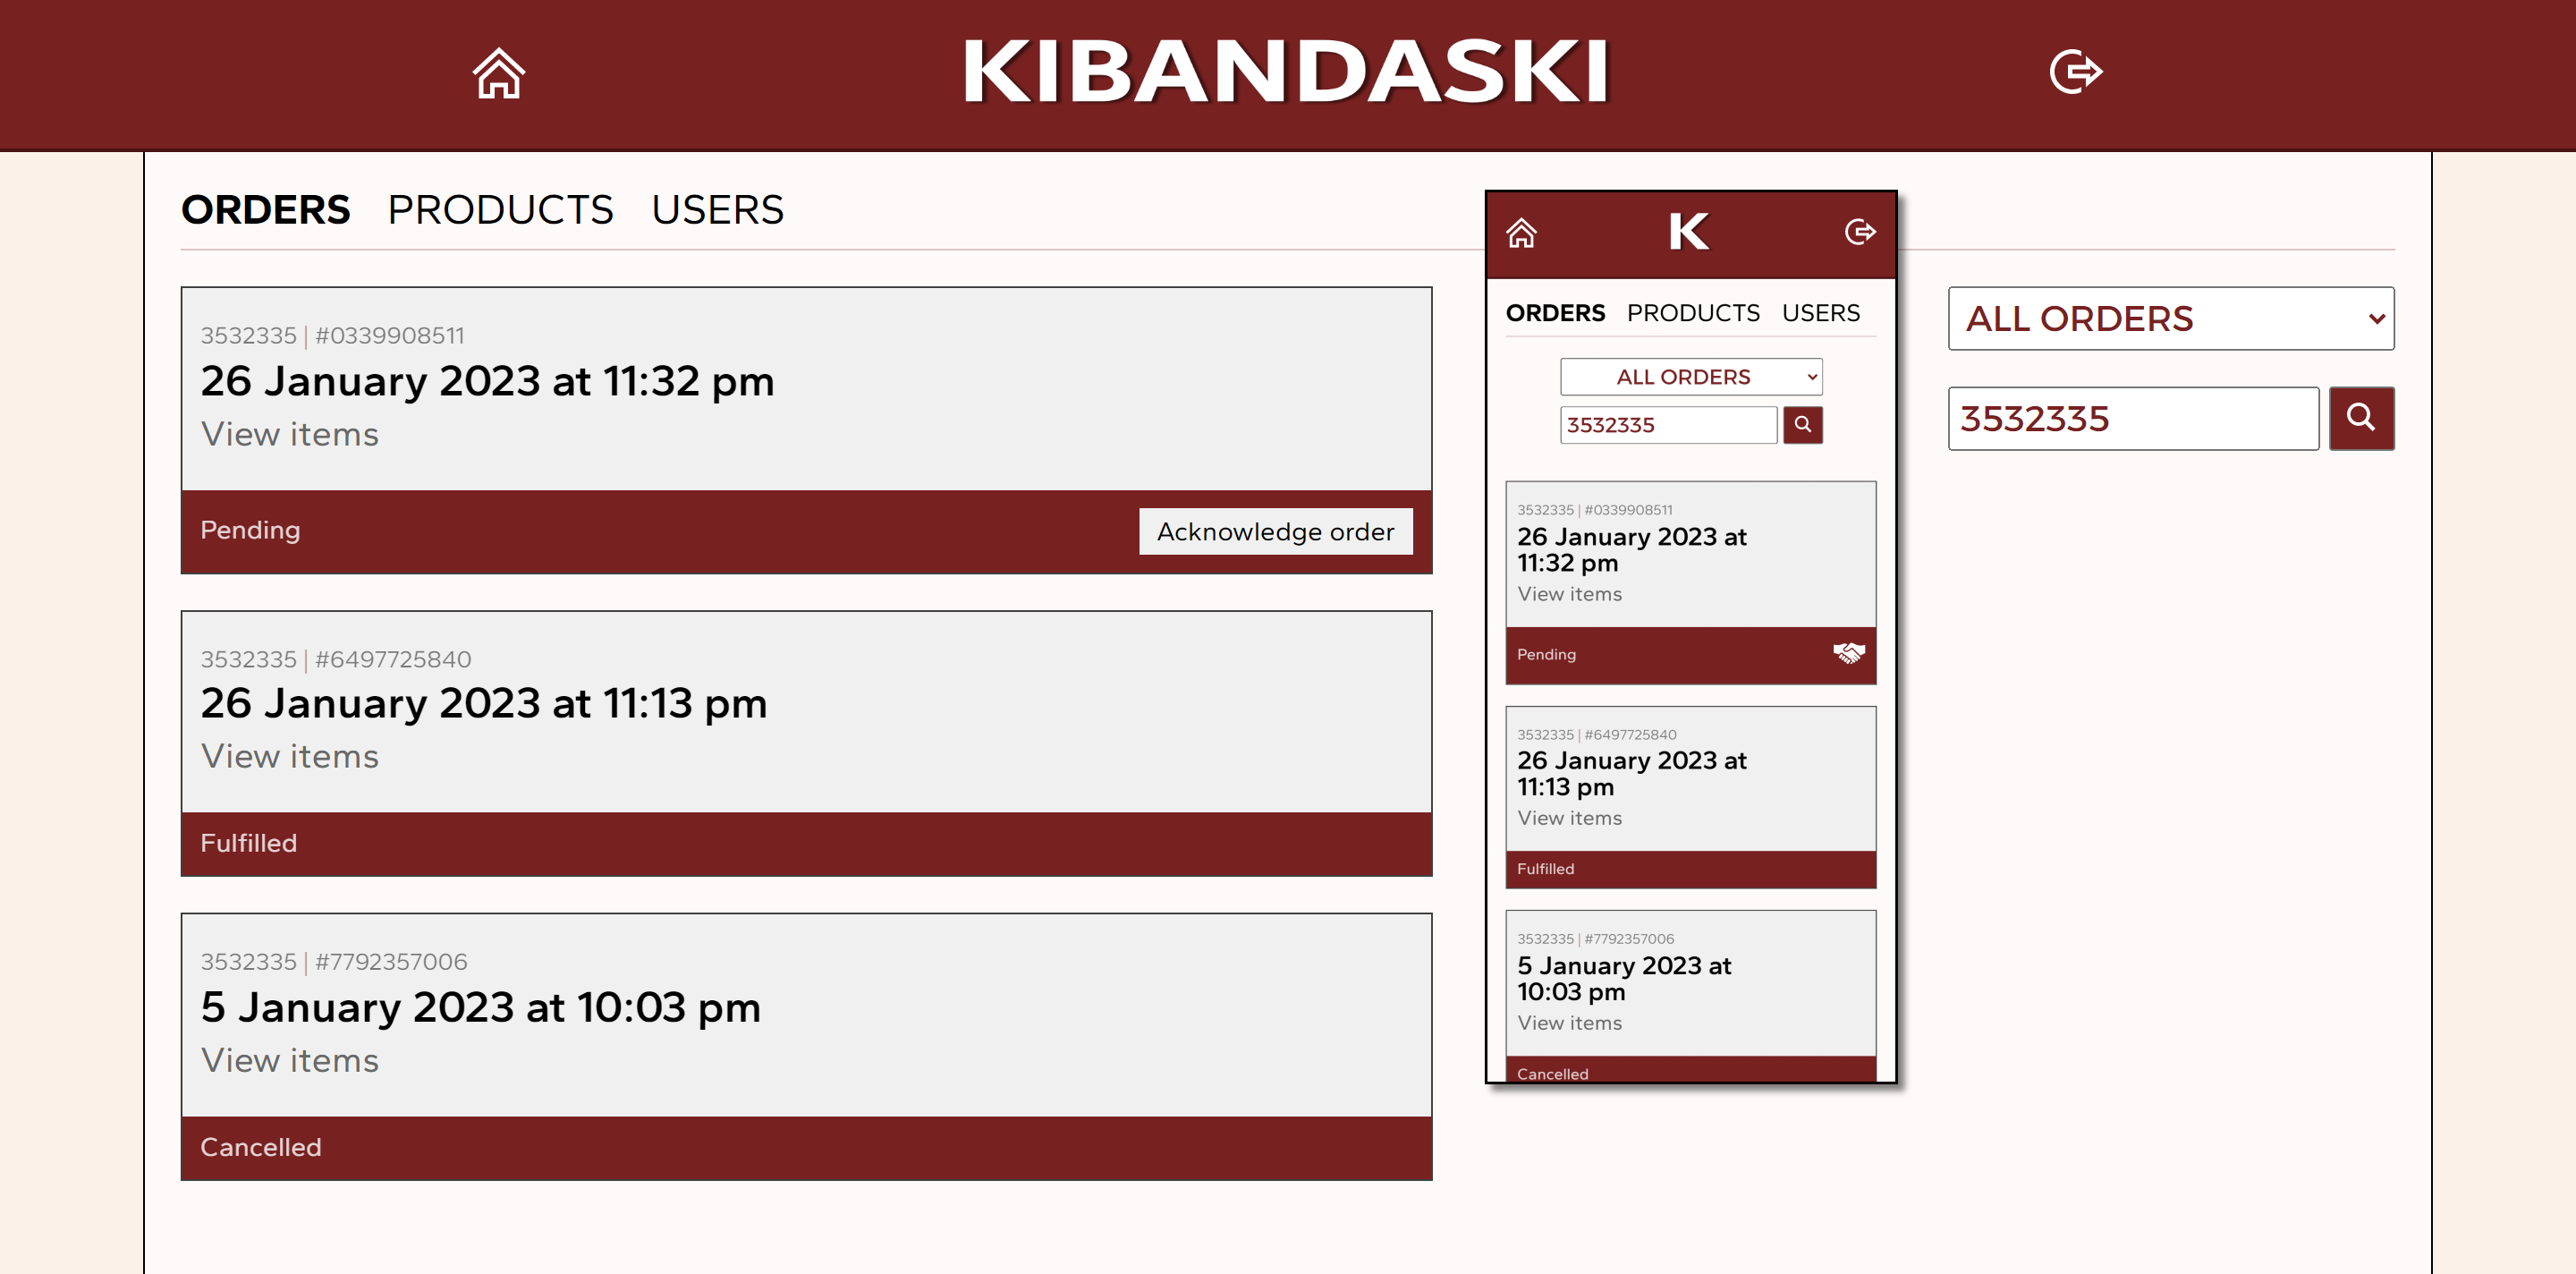 KIBANDASKI
ORDERS PRODUCTS USERS
3532335 | #0339908511
26 January 2023 at 11:32 pm
View items
Pending
Acknowledge order
3532335 | #6497725840
26 January 2023 at 11:13 pm
View items
Fulfilled
3532335 | #7792357006
5 January 2023 at 10:03 pm
View items
Cancelled
K
ORDERS PRODUCTS USERS
ALL ORDERS
3532335
3532335 | #0339908511
26 January 2023 at
11:32 pm
View items
Pending
3532335 | #6497725840
26 January 2023 at
11:13 pm
View items
Fulfilled
3532335 | #7792357006
5 January 2023 at
10:03 pm
View items
Cancelled
ALL ORDERS
3532335